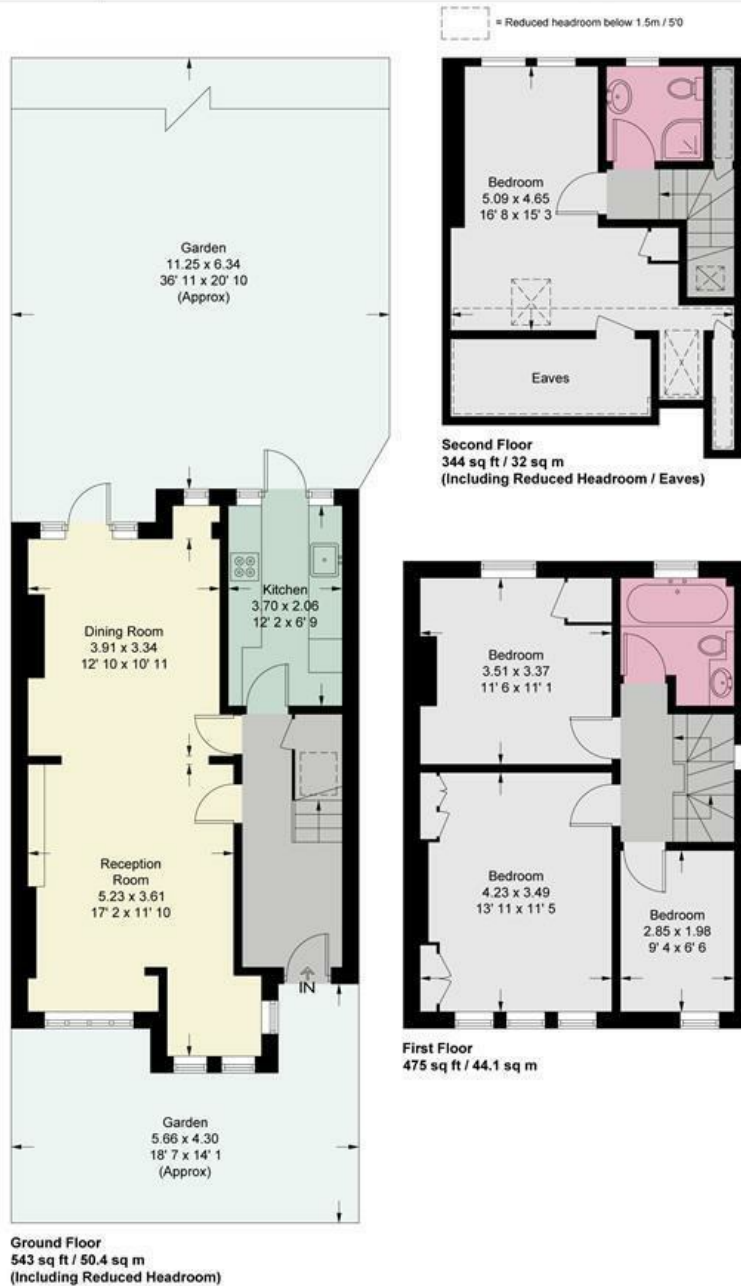 = Reduced headroom below 1.5m / 5'0
Garden
11.25 x 6.34
36' 11 x 20' 10
(Approx)
Bedroom
5.09 x 4.65
16' 8 x 15' 3
Eaves
Second Floor
344 sq ft / 32 sq m
(Including Reduced Headroom / Eaves)
Kitchen
3.70 x 2.06
12' 2 x 6' 9
Dining Room
3.91 x 3.34
12' 10 x 10' 11
Reception
Room
5.23 x 3.61
17' 2 x 11' 10
IN
Garden
5.66 x 4.30
18' 7 x 14' 1
(Approx)
Ground Floor
543 sq ft / 50.4 sq m
(Including Reduced Headroom)
Bedroom
3.51 x 3.37
11' 6 x 11' 1
Bedroom
4.23 x 3.49
13' 11 x 11' 5
Bedroom
2.85 x 1.98
9' 4 x 6' 6
First Floor
475 sq ft / 44.1 sq m